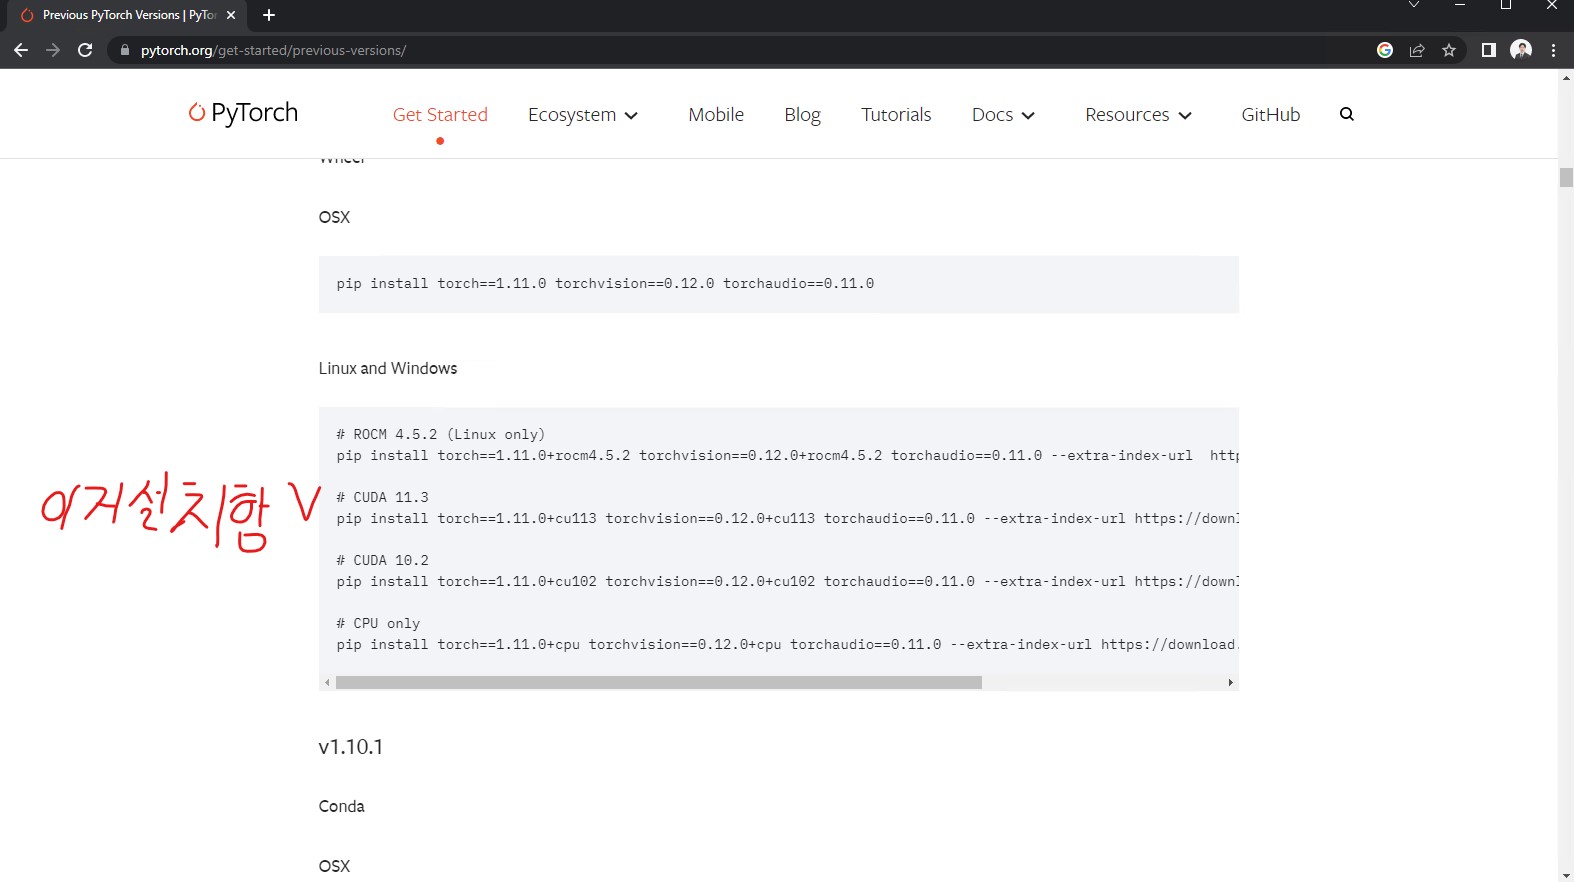 Previous PyTorch Versions | PyTor
pytorch.org/get-started/previous-versions/
PyTorch
Get Started
Ecosystem
Mobile
Blog
Tutorials
Docs
Resources
GitHub
Wheel
OSX
pip install torch==1.11.0 torchvision==0.12.0 torchaudio==0.11.0
Linux and Windows
# ROCM 4.5.2 (Linux only)
pip install torch==1.11.0+rocm4.5.2 torchvision==0.12.0+rocm4.5.2 torchaudio==0.11.0 --extra-index-url  http
이거설치함 V
# CUDA 11.3
pip install torch==1.11.0+cu113 torchvision==0.12.0+cu113 torchaudio==0.11.0 --extra-index-url https://downl
# CUDA 10.2
pip install torch==1.11.0+cu102 torchvision==0.12.0+cu102 torchaudio==0.11.0 --extra-index-url https://downl
# CPU only
pip install torch==1.11.0+cpu torchvision==0.12.0+cpu torchaudio==0.11.0 --extra-index-url https://download.
v1.10.1
Conda
OSX